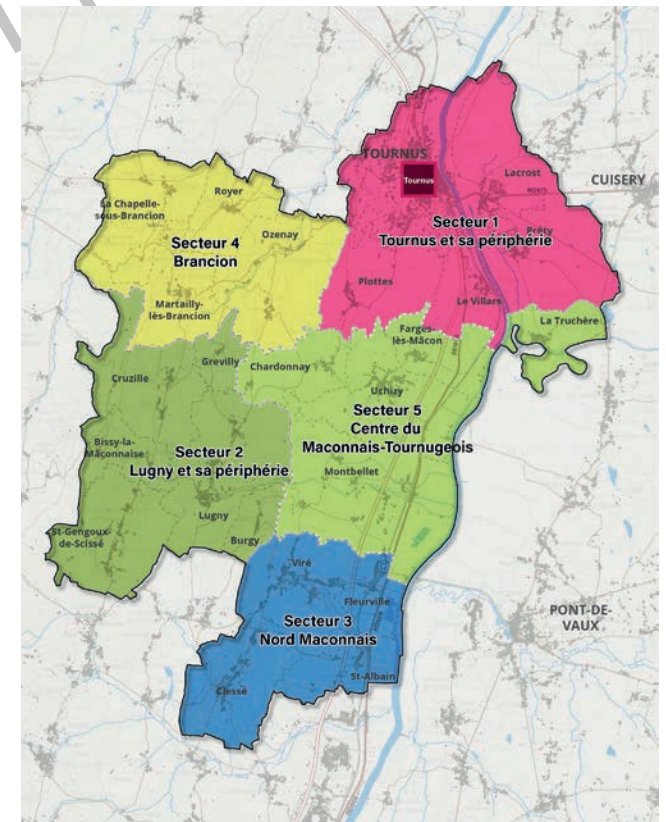 TOURNUS
Tournus
Lacrost
CUISERY
La Chapelle-
sous-Brancion
Royer
Secteur 1
Tournus et sa périphérie
Préty
Ozenay
Secteur 4
Brancion
Plottes
Le Villars
Martailly-
lès-Brancion
La Truchère
Farges-
lès-Mâcon
Grevilly
Chardonnay
Cruzille
Uchizy
Secteur 5
Centre du
Maconnais-Tournugeois
Bissy-la-
Mâconnaise
Secteur 2
Lugny et sa périphérie
Montbellet
Lugny
St-Gengoux-
de-Scissé
Burgy
Viré
Fleurville
PONT-DE-
VAUX
Secteur 3
Nord Maconnais
St-Albain
Clessé